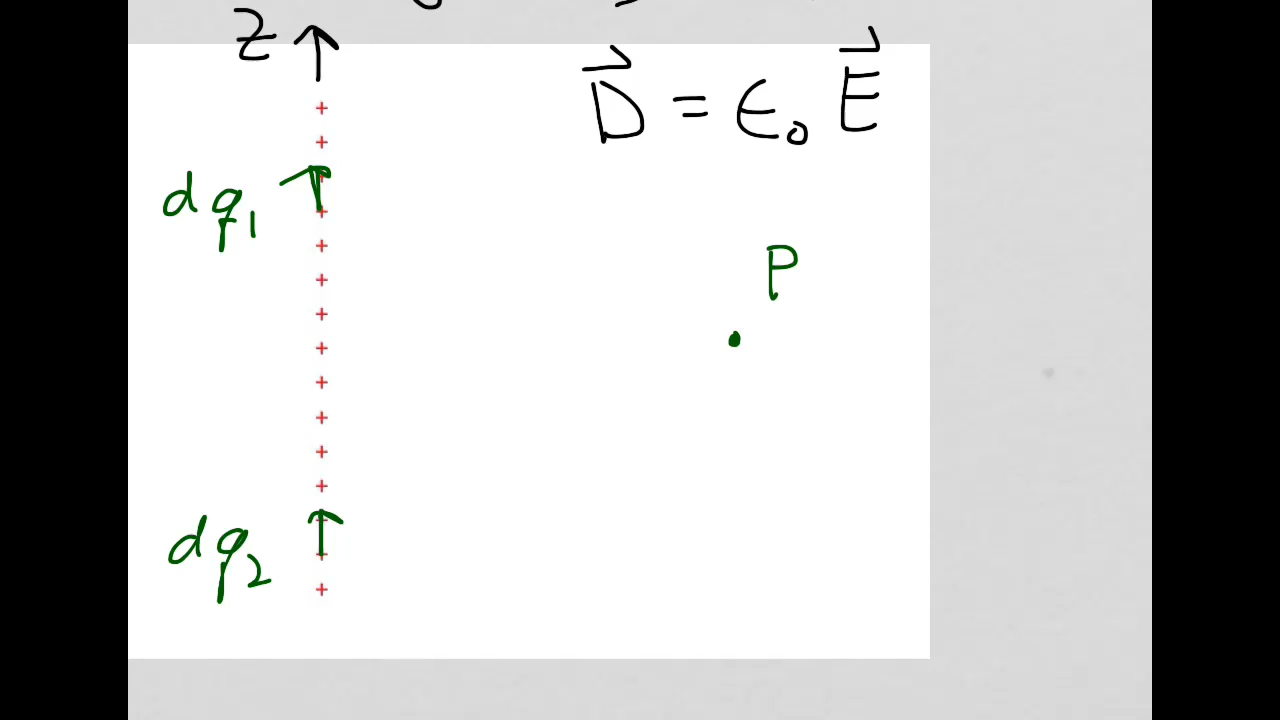 z
D = ε₀ E
dq₁
P
dq₂